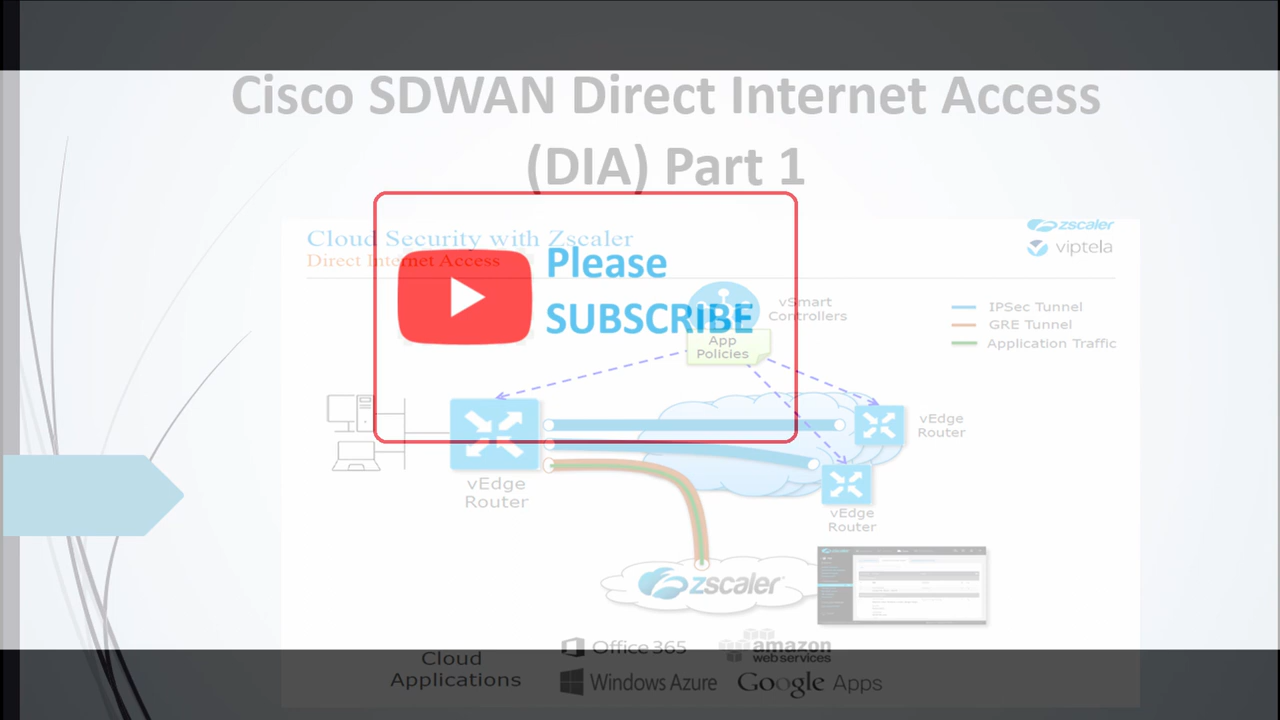 Cisco SDWAN Direct Internet Access
(DIA) Part 1
Cloud Security with Zscaler
Direct Internet Access
zscaler
viptela
Please
SUBSCRIBE
vSmart
Controllers
App
Policies
IPSec Tunnel
GRE Tunnel
Application Traffic
vEdge
Router
vEdge
Router
vEdge
Router
zscaler
Cloud
Applications
Office 365
amazon
webservices
Windows Azure
Google Apps